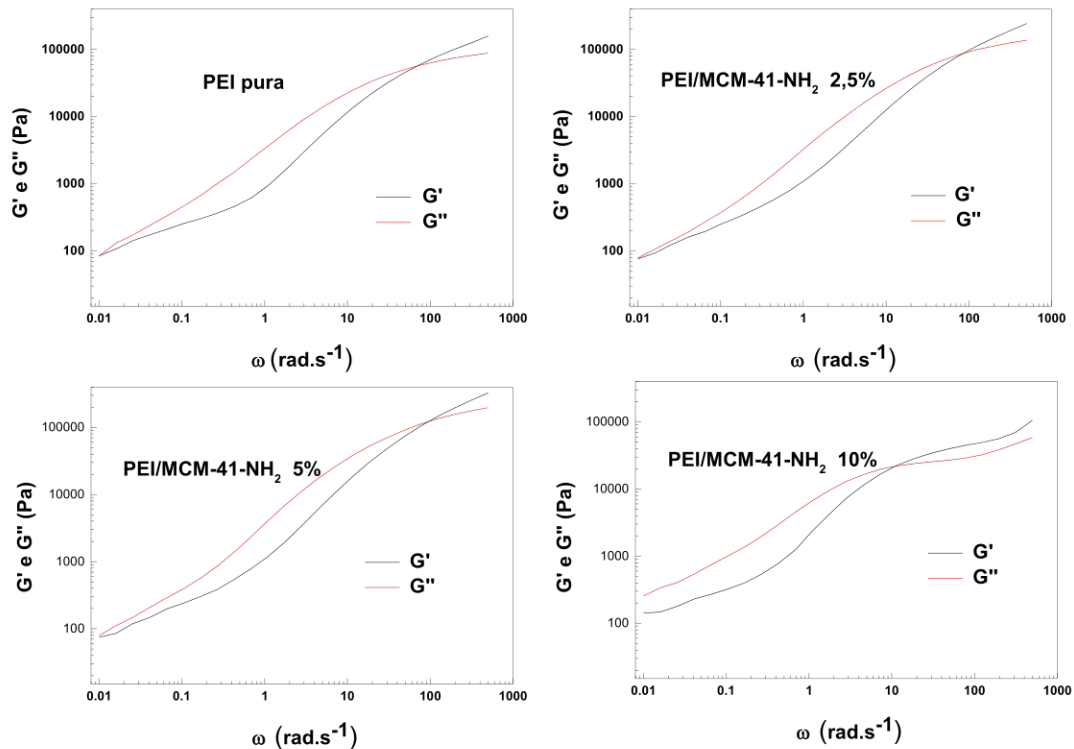 G' e G" (Pa)
100000
10000
1000
100
PEI pura
G'
G"
0.01 0.1 1 10 100 1000
ω (rad.s-1)
G' e G" (Pa)
100000
10000
1000
100
PEI/MCM-41-NH2 2,5%
G'
G"
0.01 0.1 1 10 100 1000
ω (rad.s-1)
G' e G" (Pa)
100000
10000
1000
100
PEI/MCM-41-NH2 5%
G'
G"
0.01 0.1 1 10 100 1000
ω (rad.s-1)
G' e G" (Pa)
100000
10000
1000
100
PEI/MCM-41-NH2 10%
G'
G"
0.01 0.1 1 10 100 1000
ω (rad.s-1)